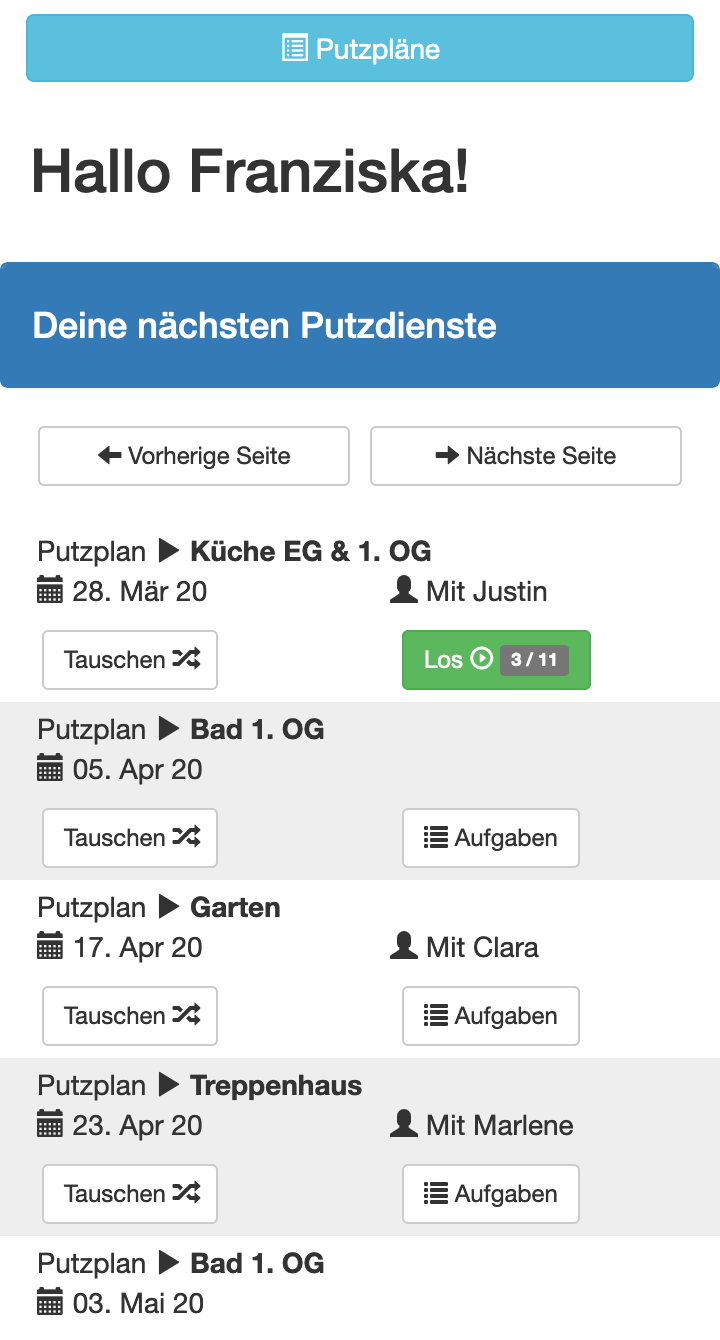 Putzpläne
Hallo Franziska!
Deine nächsten Putzdienste
Vorherige Seite
Nächste Seite
Putzplan Küche EG & 1. OG
28. Mär 20 Mit Justin
Tauschen Los 3 / 11
Putzplan Bad 1. OG
05. Apr 20
Tauschen Aufgaben
Putzplan Garten
17. Apr 20 Mit Clara
Tauschen Aufgaben
Putzplan Treppenhaus
23. Apr 20 Mit Marlene
Tauschen Aufgaben
Putzplan Bad 1. OG
03. Mai 20